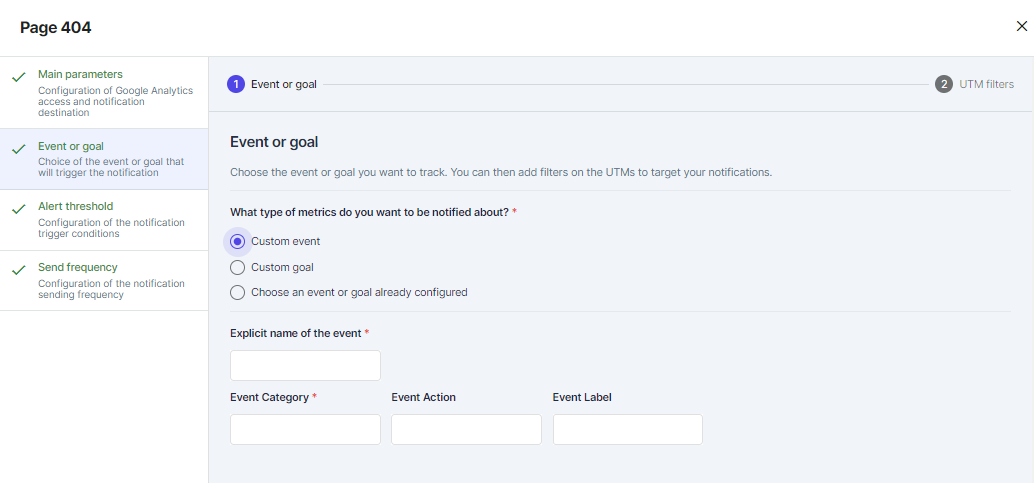 Page 404
Main parameters
Configuration of Google Analytics
access and notification
destination
Event or goal
Choice of the event or goal that
will trigger the notification
Alert threshold
Configuration of the notification
trigger conditions
Send frequency
Configuration of the notification
sending frequency
1 Event or goal
2 UTM filters
Event or goal
Choose the event or goal you want to track. You can then add filters on the UTMs to target your notifications.
What type of metrics do you want to be notified about? *
Custom event
Custom goal
Choose an event or goal already configured
Explicit name of the event *
Event Category * Event Action Event Label